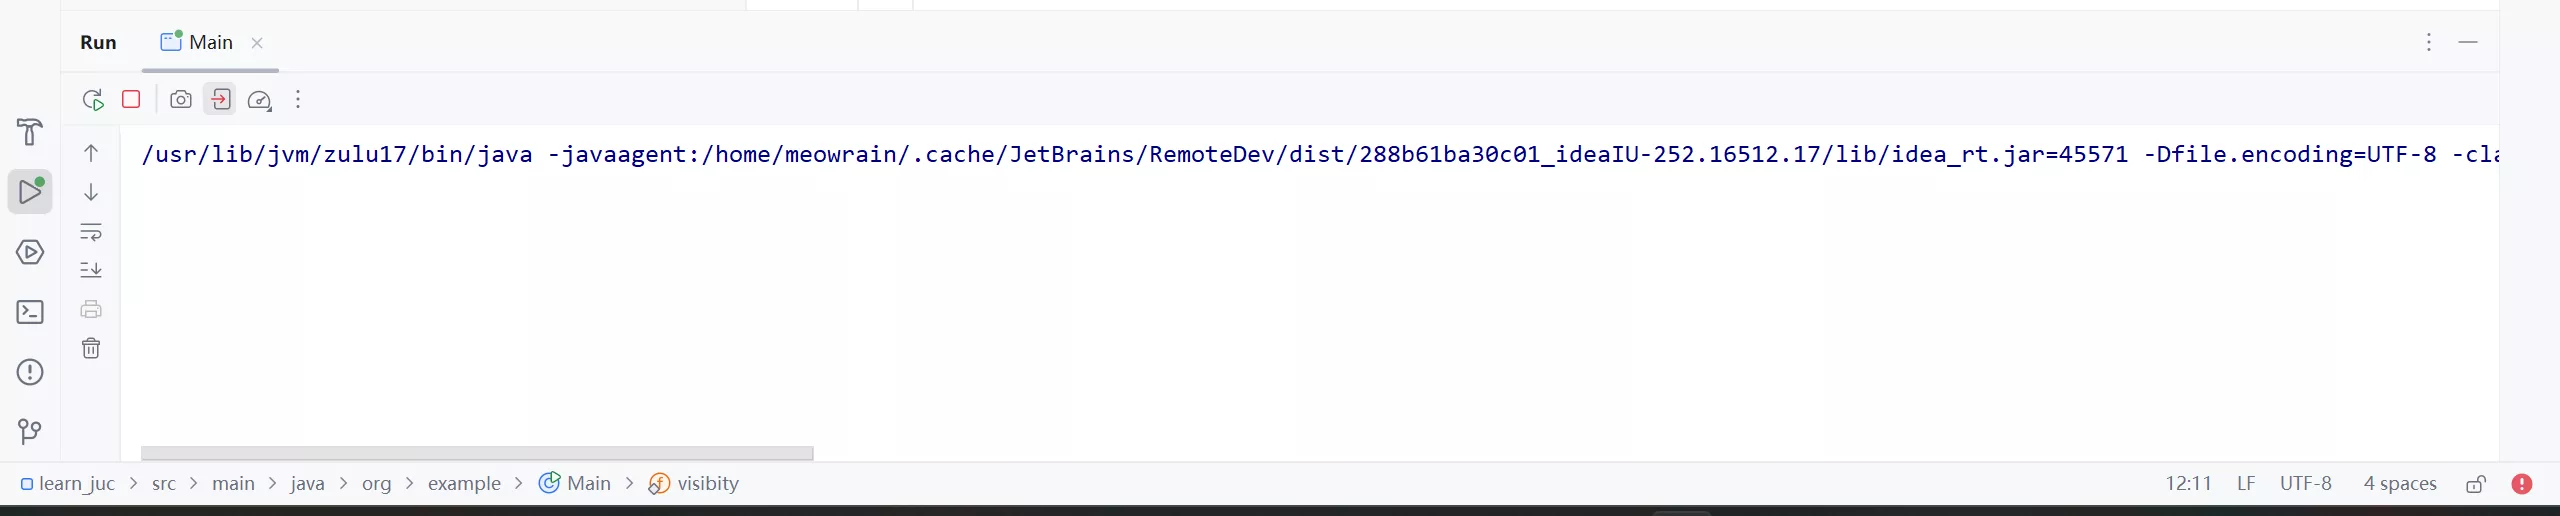 Run Main
/usr/lib/jvm/zulu17/bin/java -javaagent:/home/meowrain/.cache/JetBrains/RemoteDev/dist/288b61ba30c01_ideaIU-252.16512.17/lib/idea_rt.jar=45571 -Dfile.encoding=UTF-8 -cla
learn_juc > src > main > java > org > example > Main > visibity 12:11 LF UTF-8 4 spaces